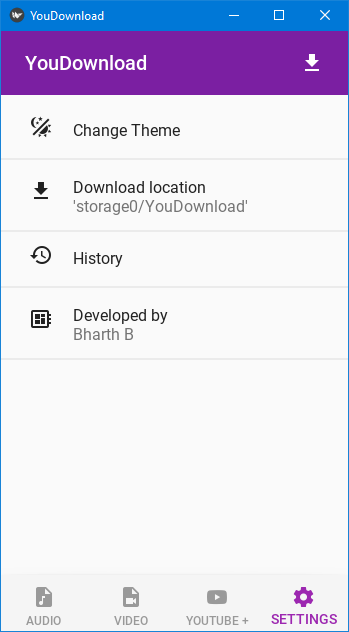 YouDownload
YouDownload
Change Theme
Download location
'storage0/YouDownload'
History
Developed by
Bharth B
AUDIO
VIDEO
YOUTUBE +
SETTINGS